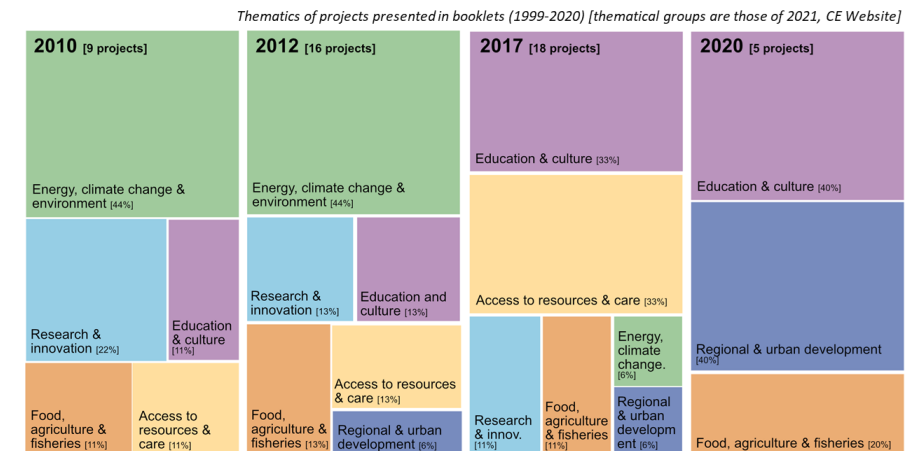 Thematics of projects presented in booklets (1999-2020) [thematical groups are those of 2021, CE Website]
2010 [9 projects]
Energy, climate change &
environment [44%]
Research &
innovation [22%]
Education
& culture
[11%]
Food,
agriculture &
fisheries [11%]
Access to
resources &
care [11%]
2012 [16 projects]
Energy, climate change &
environment [44%]
Research &
innovation [13%]
Education and
culture [13%]
Food,
agriculture &
fisheries [13%]
Access to resources
& care [13%]
Regional & urban
development [6%]
2017 [18 projects]
Education & culture [33%]
Access to resources & care [33%]
Research
& innov.
[11%]
Food,
agriculture
& fisheries
[11%]
Energy,
climate
change.
[6%]
Regional
& urban
developm
ent [6%]
2020 [5 projects]
Education & culture [40%]
Regional & urban development
[40%]
Food, agriculture & fisheries [20%]